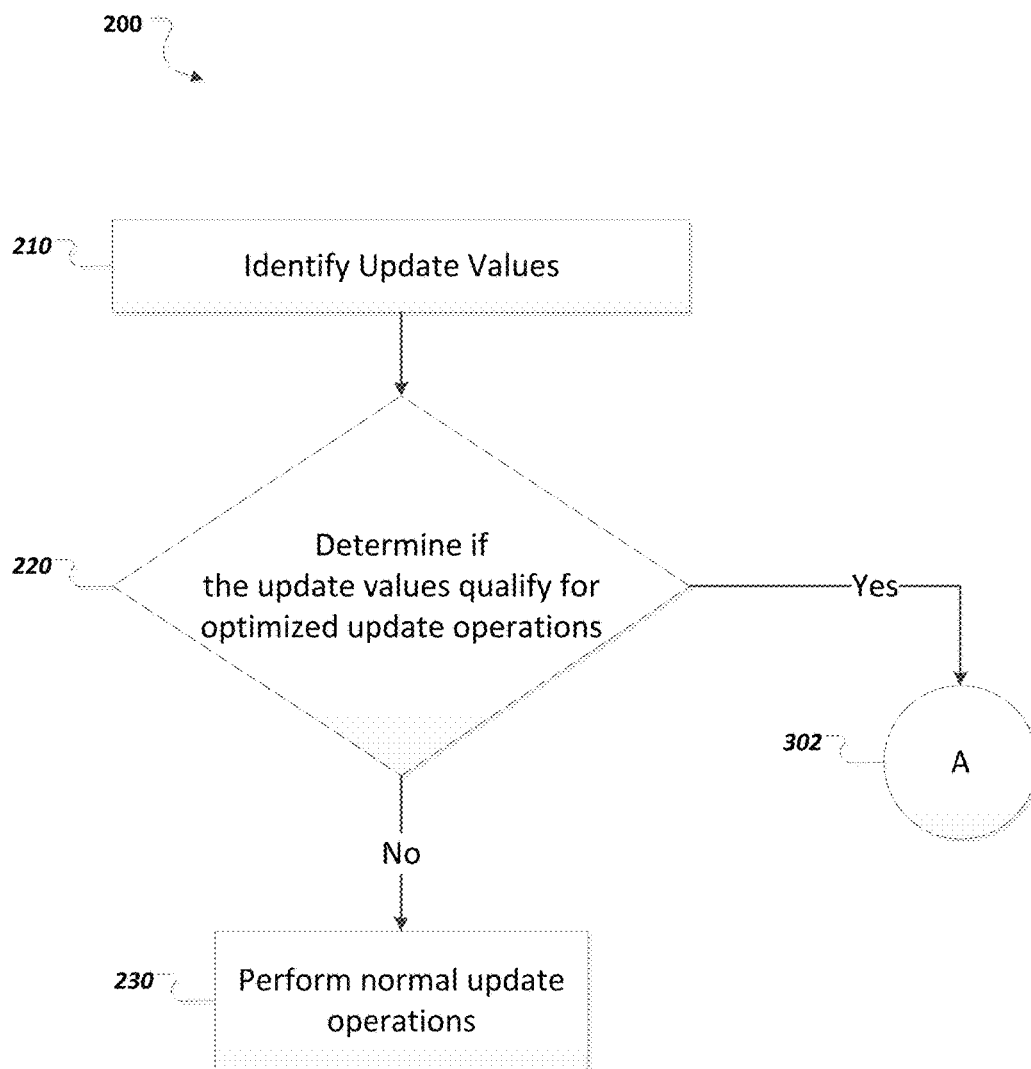 200
210
Identify Update Values
220
Determine if
the update values qualify for
optimized update operations
Yes
302
A
No
230
Perform normal update
operations